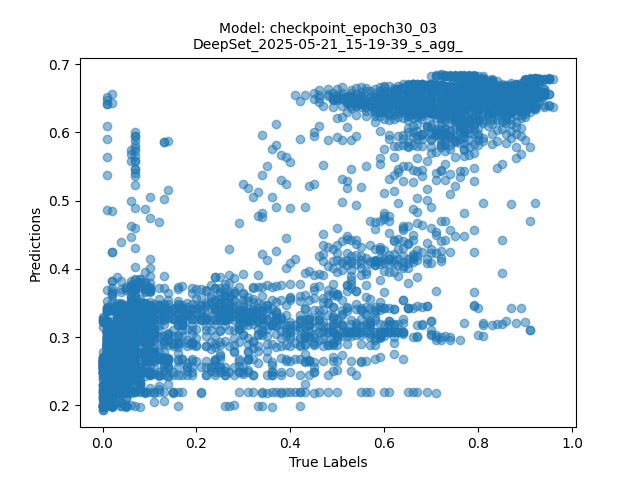 Model: checkpoint_epoch30_03
DeepSet_2025-05-21_15-19-39_s_agg_
0.7
0.6
0.5
0.4
0.3
0.2
Predictions
0.0 0.2 0.4 0.6 0.8 1.0
True Labels